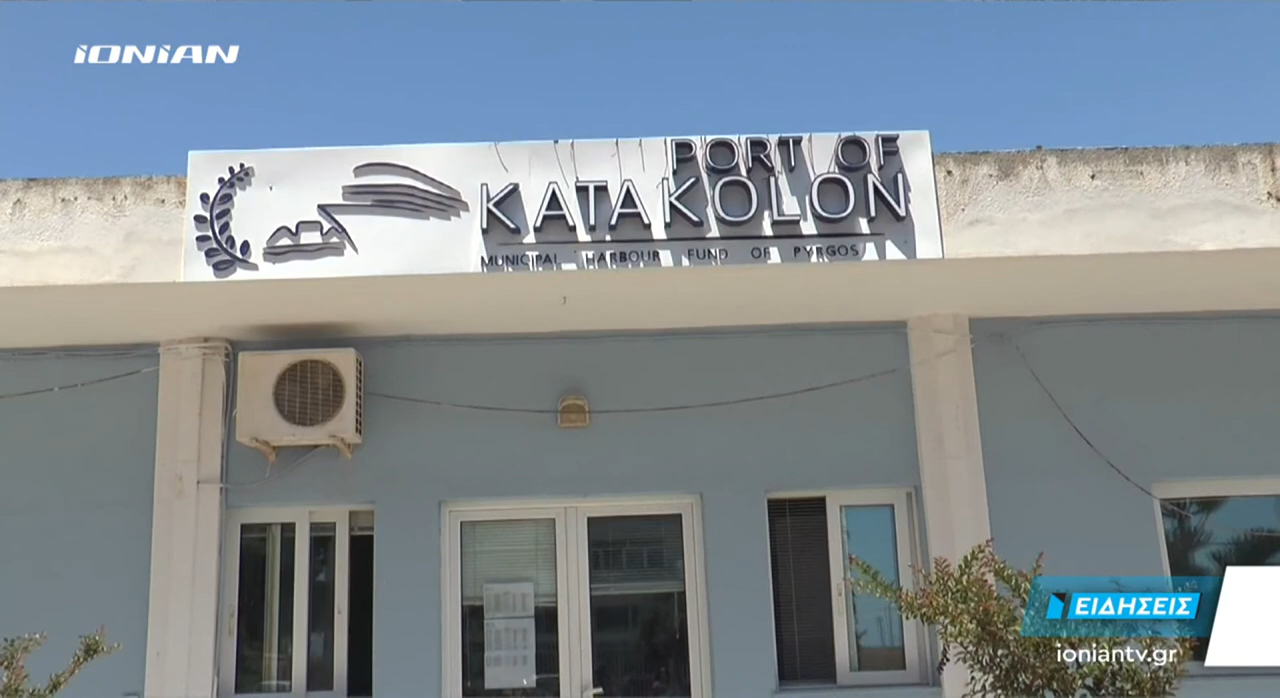 IONIAN
PORT OF
KATAKOLON
MUNICIPAL HARBOUR FUND OF PYRGOS
ΕΙΔΗΣΕΙΣ
ioniantv.gr